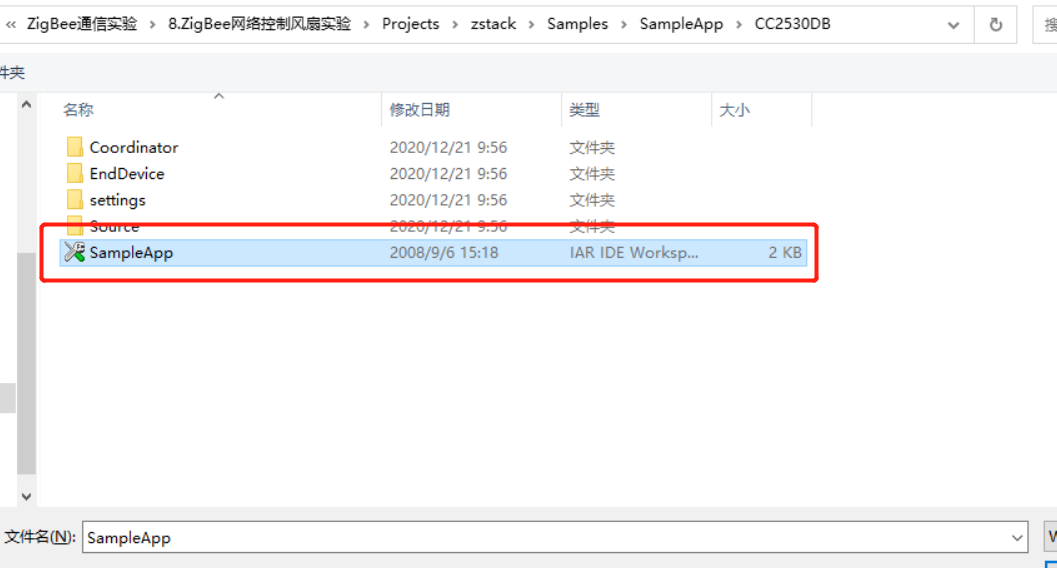 « ZigBee通信实验 › 8.ZigBee网络控制风扇实验 › Projects › zstack › Samples › SampleApp › CC2530DB
件夹
名称 修改日期 类型 大小
Coordinator 2020/12/21 9:56 文件夹
EndDevice 2020/12/21 9:56 文件夹
settings 2020/12/21 9:56 文件夹
Source 2020/12/21 9:56 文件夹
SampleApp 2008/9/6 15:18 IAR IDE Worksp... 2 KB
文件名(N): SampleApp